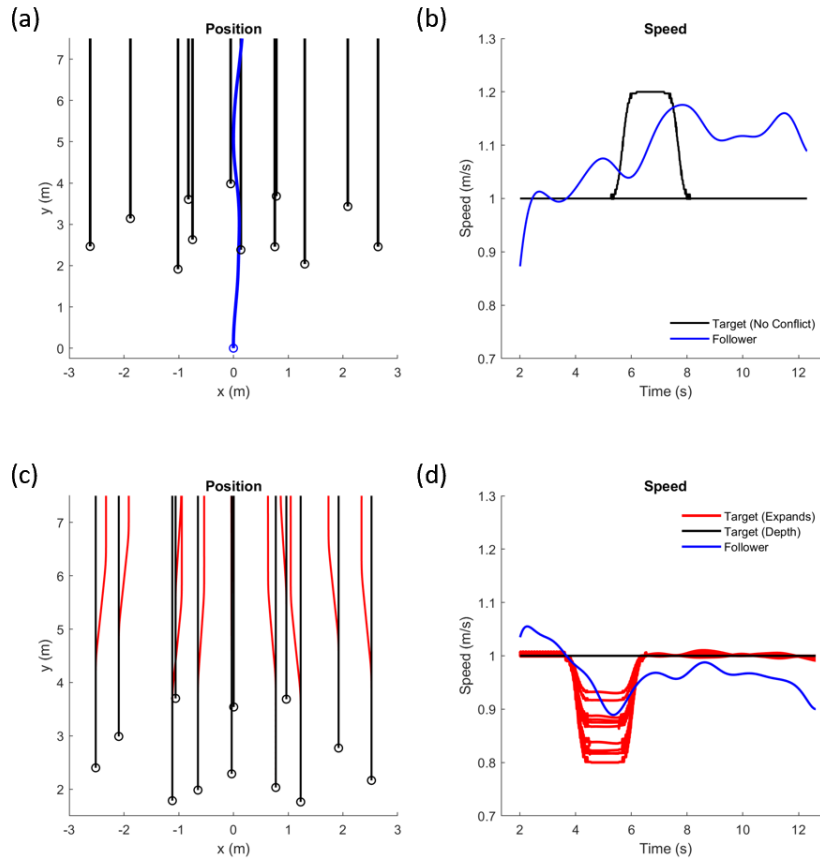 (a)
Position
7
6
5
4
3
2
1
0
y (m)
-3 -2 -1 0 1 2 3
x (m)
(b)
Speed
1.3
1.2
1.1
1
0.9
0.8
0.7
Speed (m/s)
Target (No Conflict)
Follower
2 4 6 8 10 12
Time (s)
(c)
Position
7
6
5
4
3
2
y (m)
-3 -2 -1 0 1 2 3
x (m)
(d)
Speed
1.3
1.2
1.1
1
0.9
0.8
0.7
Speed (m/s)
Target (Expands)
Target (Depth)
Follower
2 4 6 8 10 12
Time (s)